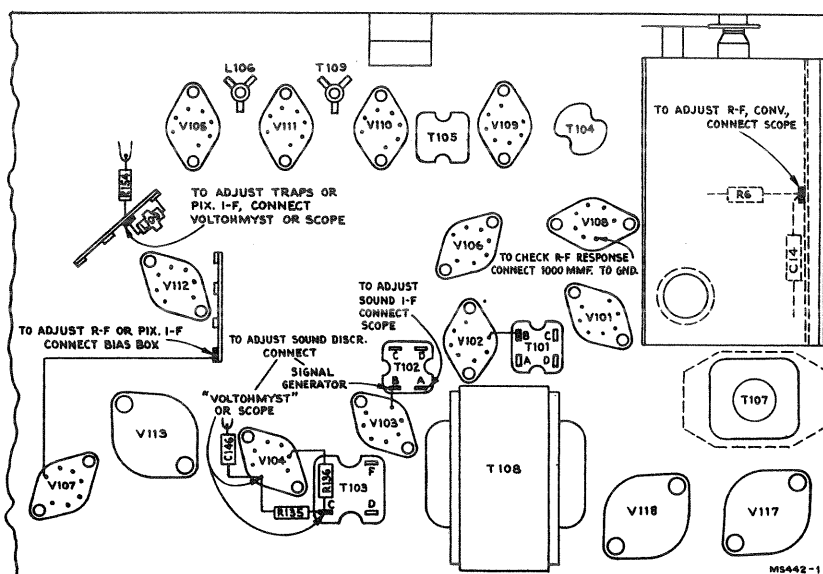 L106
T109
V105
V111
V110
T105
V109
T104
TO ADJUST R-F, CONV.,
CONNECT SCOPE
R154
TO ADJUST TRAPS OR
PIX. I-F, CONNECT
VOLTOHMYST OR SCOPE
R6
C14
V106
V108
TO CHECK R-F RESPONSE
CONNECT 1000 MMF. TO GND.
V112
TO ADJUST
SOUND I-F
CONNECT
SCOPE
V101
TO ADJUST R-F OR PIX. I-F
CONNECT BIAS BOX
TO ADJUST SOUND DISCR.
CONNECT
SIGNAL
GENERATOR
"VOLTOHMYST"
OR SCOPE
C D
T102
B A
V102
B C
T101
A D
T107
V113
V103
C146
V104
R136
F
T103
C D
R135
V107
T108
V118
V117
MS442-1